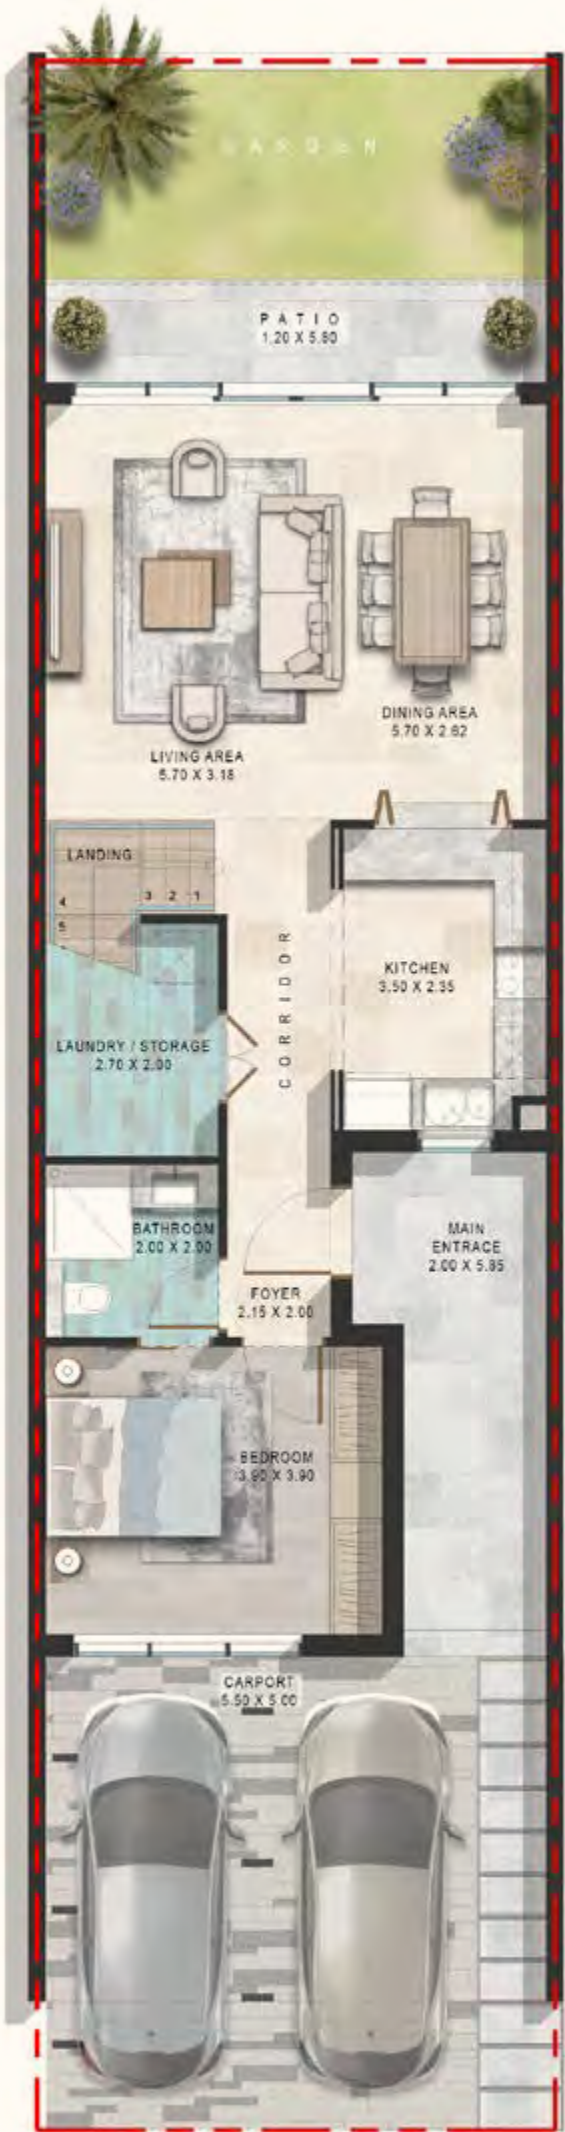 GARDEN
PATIO
1.20 X 5.80
DINING AREA
5.70 X 2.62
LIVING AREA
5.70 X 3.18
LANDING
3 2 1
4
5
CORRIDOR
KITCHEN
3.50 X 2.35
LAUNDRY / STORAGE
2.70 X 2.00
BATHROOM
2.00 X 2.00
MAIN
ENTRACE
2.00 X 5.85
FOYER
2.15 X 2.00
BEDROOM
3.90 X 3.90
CARPORT
5.50 X 5.00